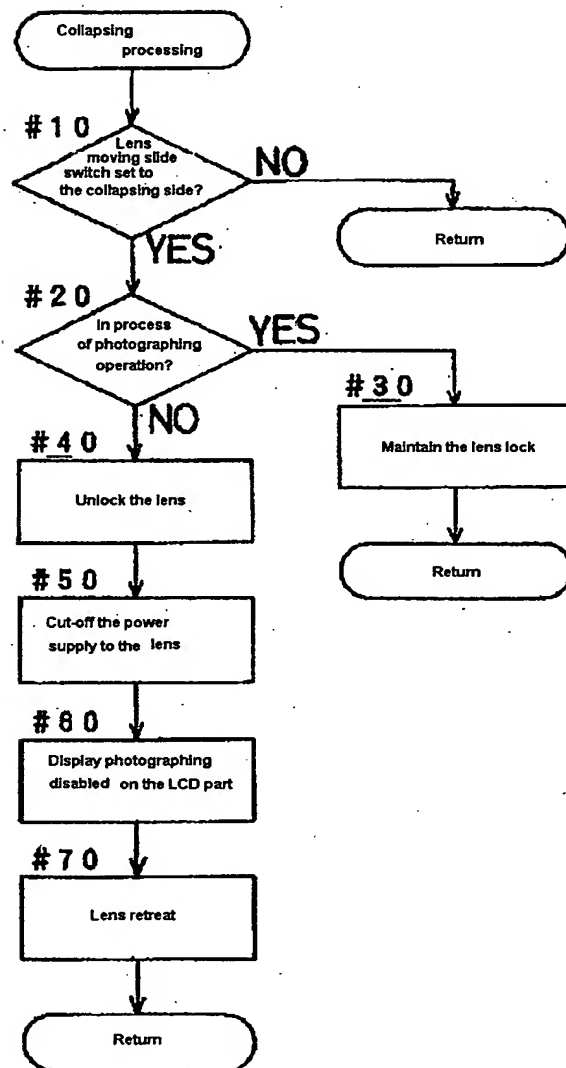 Collapsing
processing
#10
Lens
moving slide
switch set to
the collapsing side?
NO
Return
YES
#20
In process
of photographing
operation?
YES
#30
Maintain the lens lock
Return
NO
#40
Unlock the lens
#50
Cut-off the power
supply to the lens
#60
Display photographing
disabled on the LCD part
#70
Lens retreat
Return